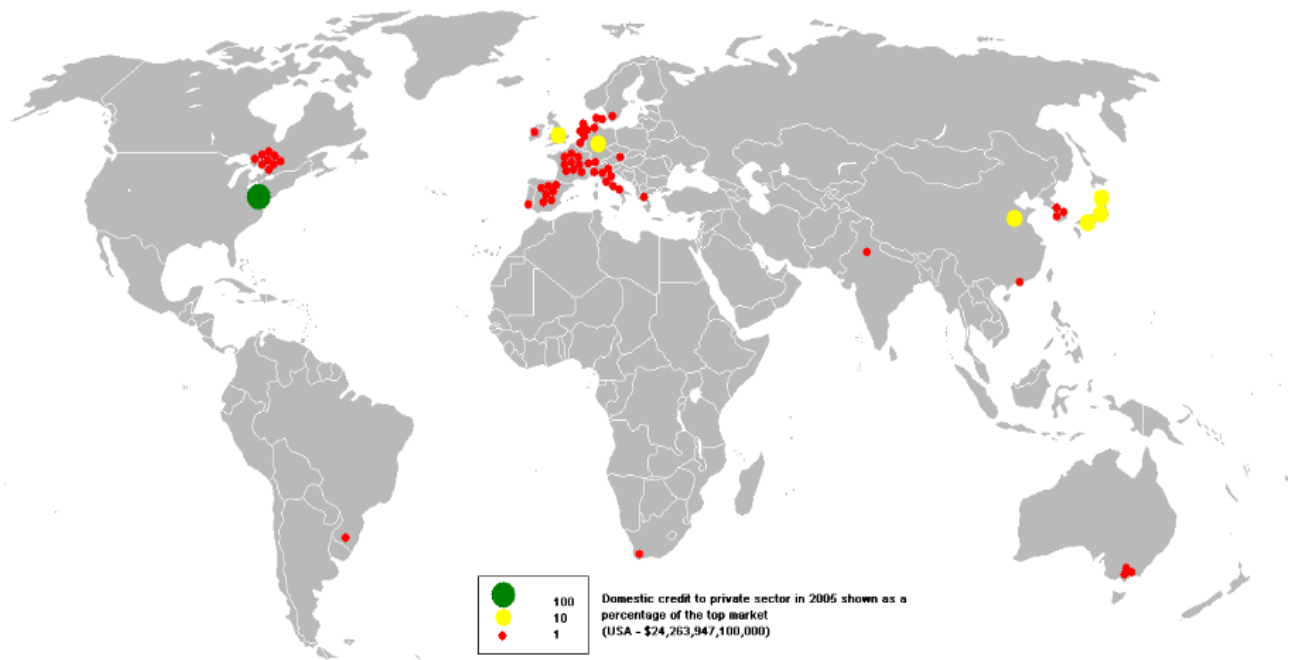 100
10
1
Domestic credit to private sector in 2005 shown as a
percentage of the top market
(USA - $24,263,947,100,000)